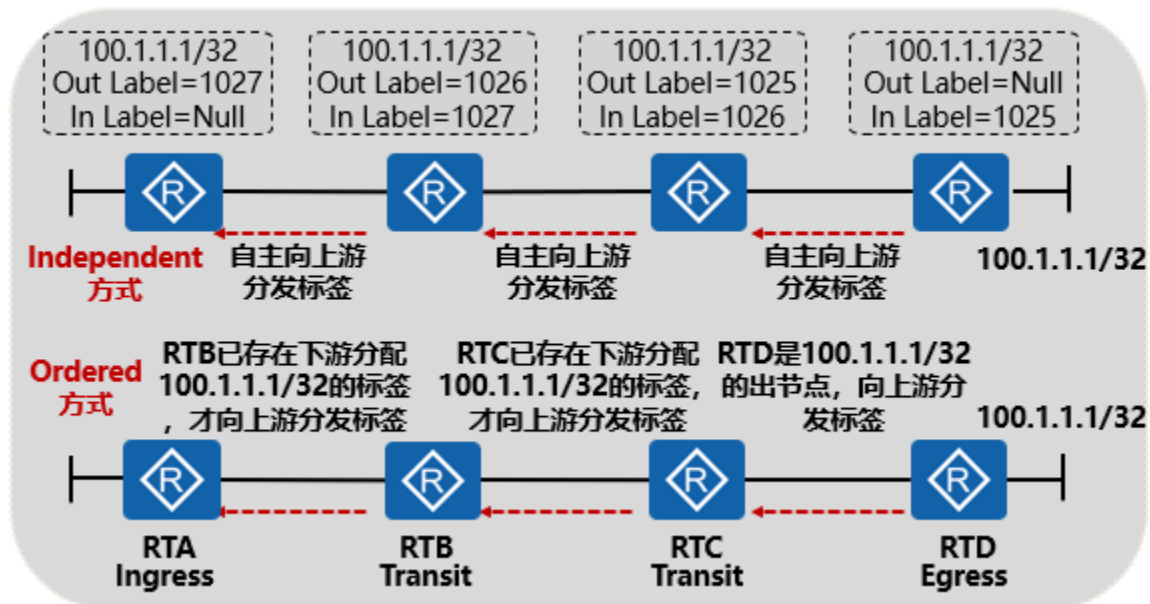 100.1.1.1/32
Out Label=1027
In Label=Null
100.1.1.1/32
Out Label=1026
In Label=1027
100.1.1.1/32
Out Label=1025
In Label=1026
100.1.1.1/32
Out Label=Null
In Label=1025
R
R
R
R
Independent
方式
自主向上游
分发标签
自主向上游
分发标签
自主向上游
分发标签
100.1.1.1/32
Ordered
方式
RTB已存在下游分配
100.1.1.1/32的标签
，才向上游分发标签
RTC已存在下游分配
100.1.1.1/32的标签，
才向上游分发标签
RTD是100.1.1.1/32
的出节点，向上游分
发标签
100.1.1.1/32
R
R
R
R
RTA
Ingress
RTB
Transit
RTC
Transit
RTD
Egress